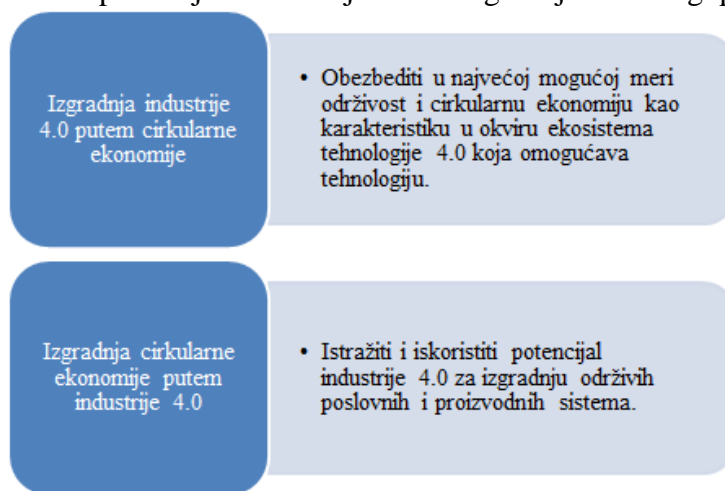 Izgradnja industrije
4.0 putem cirkularne
ekonomije
• Obezbediti u najvećoj mogućoj meri
održivost i cirkularnu ekonomiju kao
karakteristiku u okviru ekosistema
tehnologije 4.0 koja omogućava
tehnologiju.
Izgradnja cirkularne
ekonomije putem
industrije 4.0
• Istražiti i iskoristiti potencijal
industrije 4.0 za izgradnju održivih
poslovnih i proizvodnih sistema.